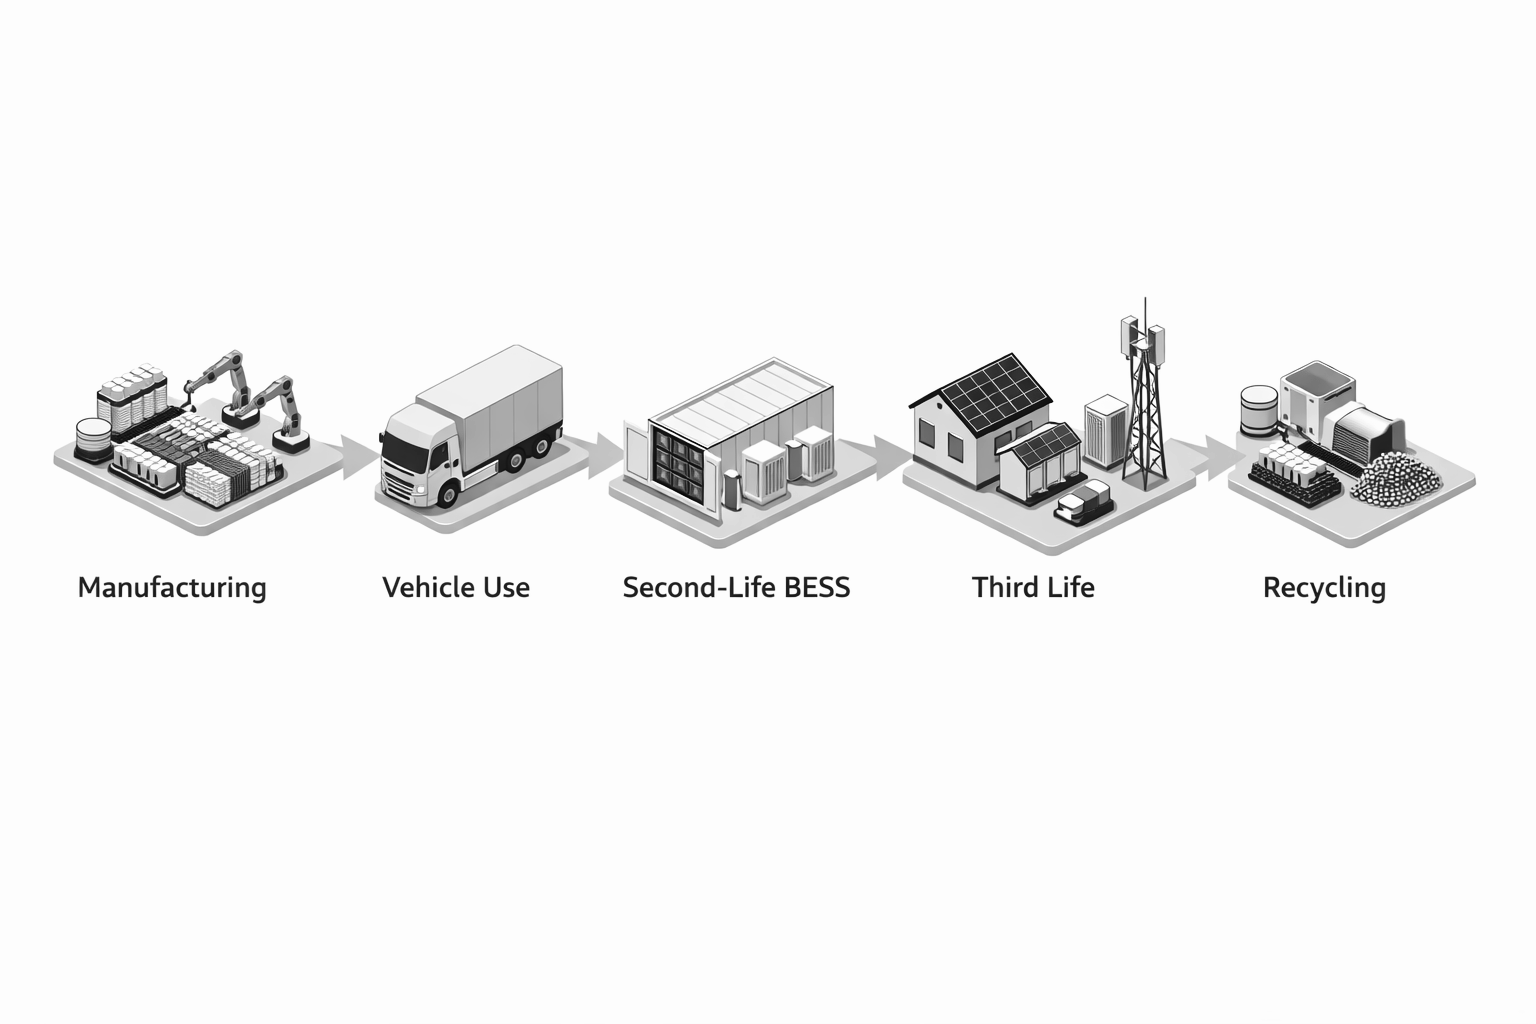 Manufacturing
Vehicle Use
Second-Life BESS
Third Life
Recycling